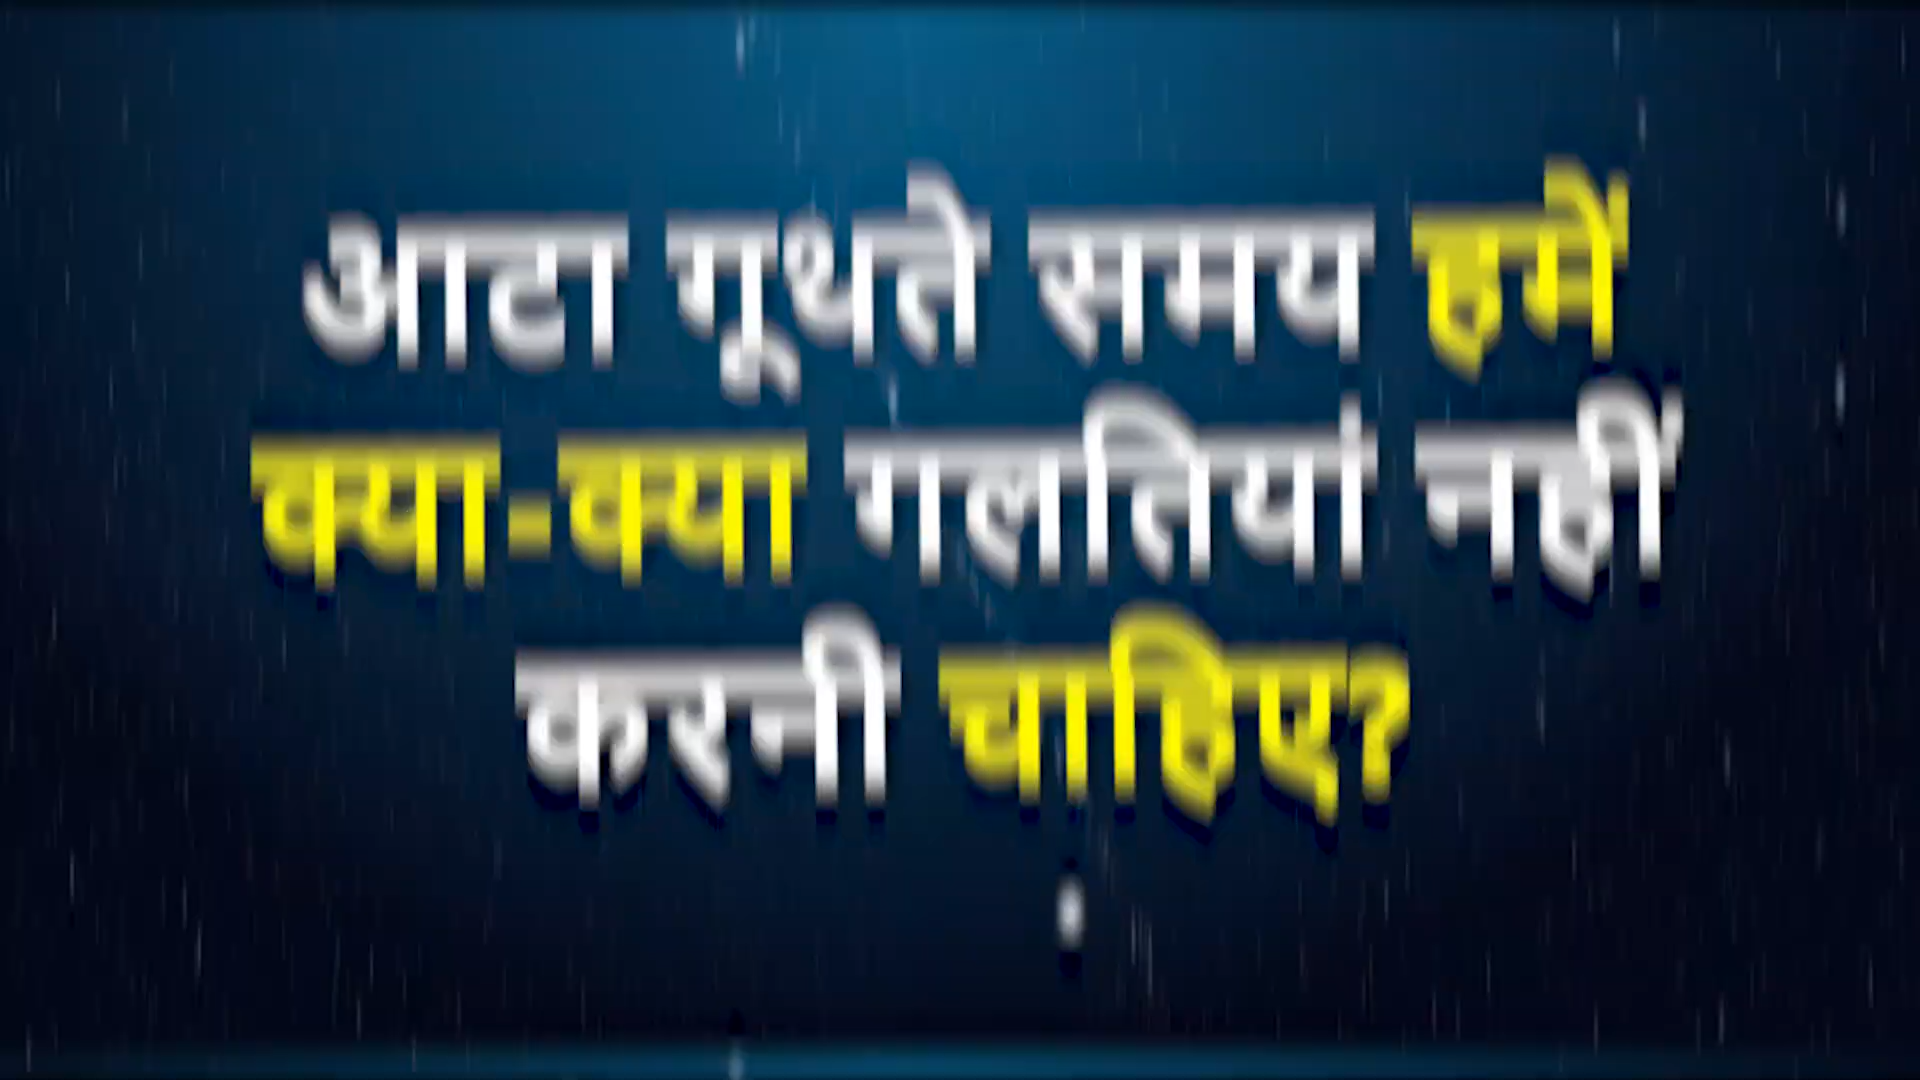 आटा गूथते समय हमें
क्या-क्या गलतियां नहीं
करनी चाहिए?